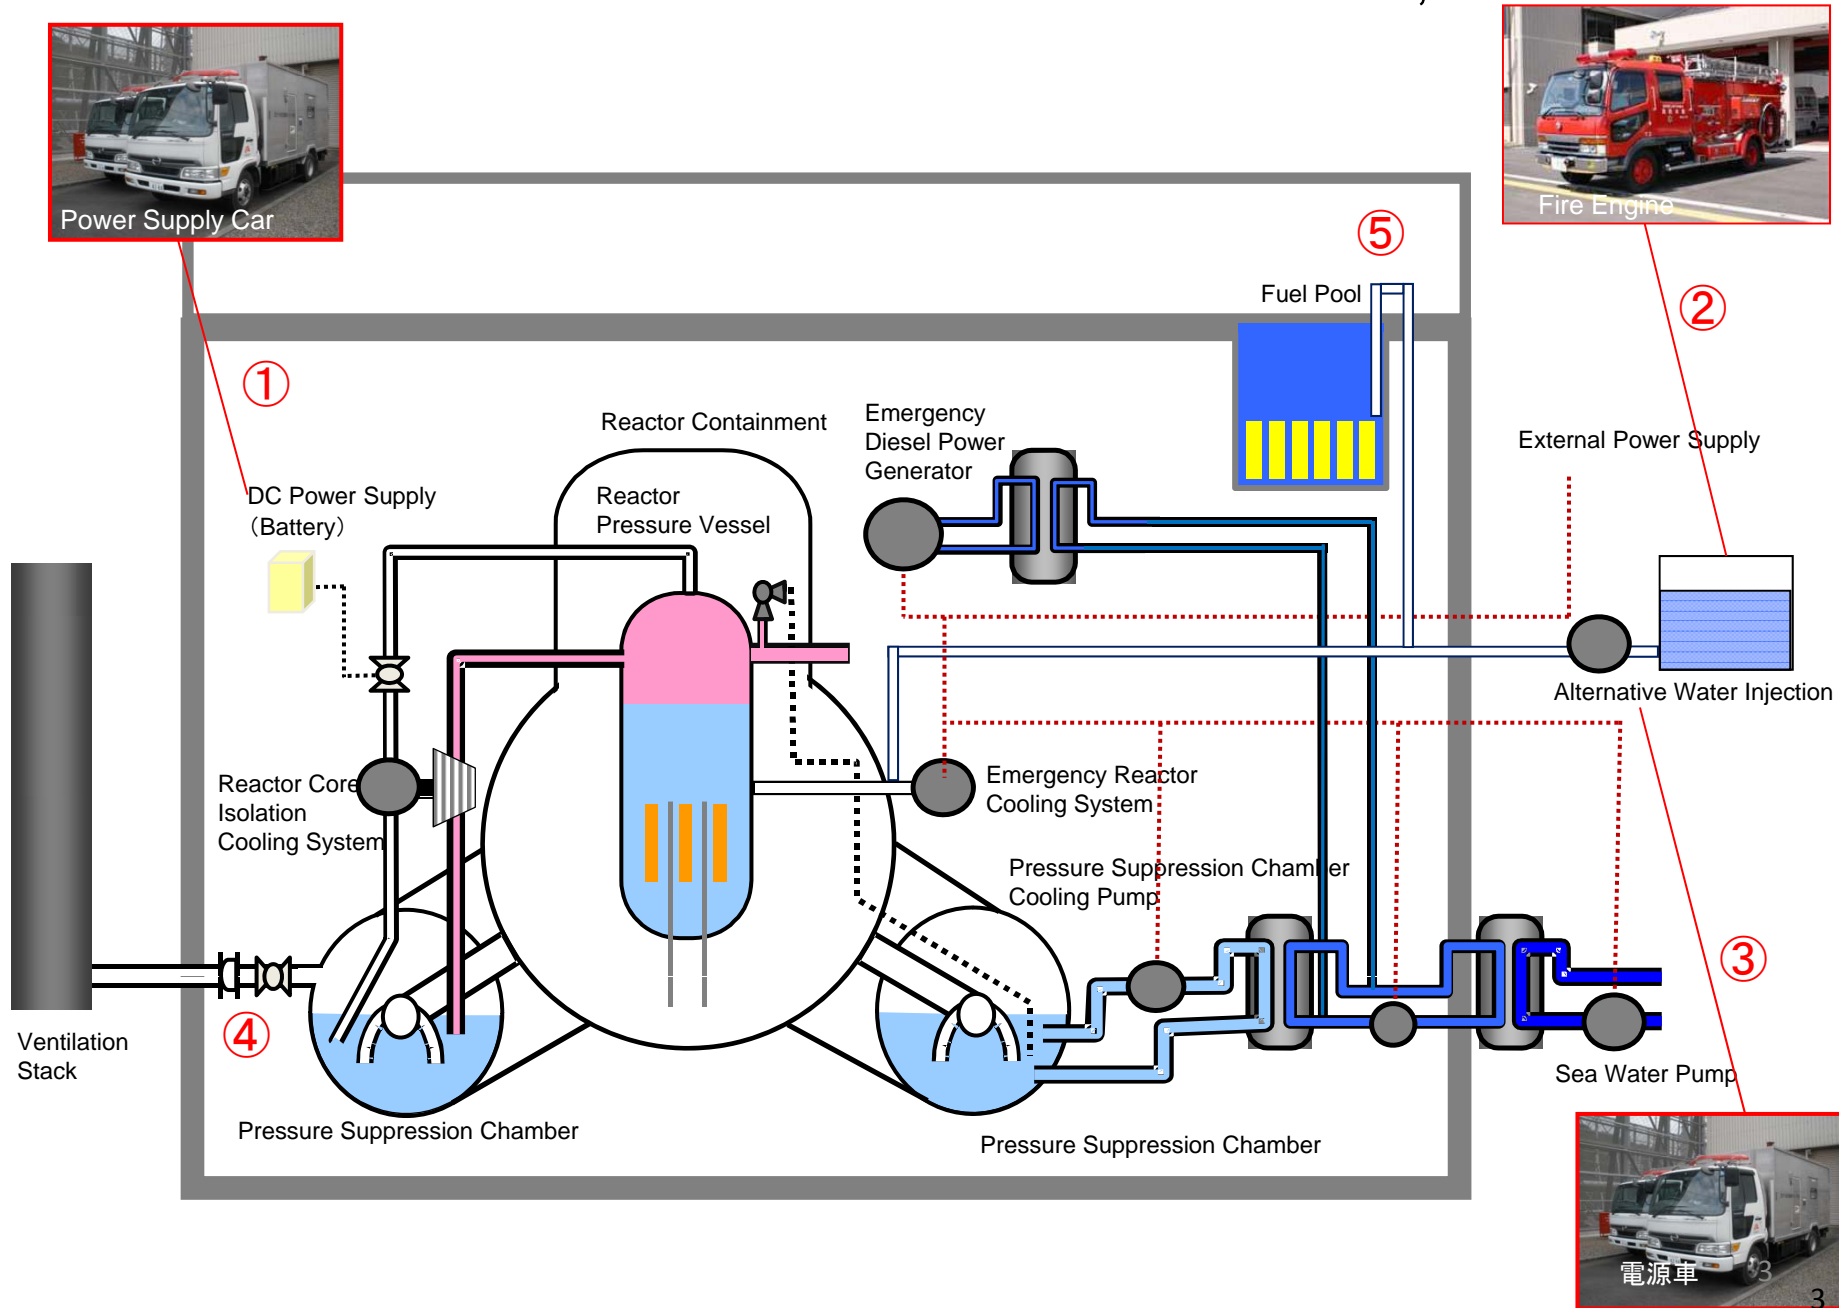 Power Supply Car
Fire Engine
⑤
Fuel Pool
②
①
Reactor Containment
Emergency
Diesel Power
Generator
External Power Supply
DC Power Supply
（Battery）
Reactor
Pressure Vessel
Alternative Water Injection
Reactor Core
Isolation
Cooling System
Emergency Reactor
Cooling System
Pressure Suppression Chamber
Cooling Pump
③
④
Ventilation
Stack
Sea Water Pump
Pressure Suppression Chamber
Pressure Suppression Chamber
電源車
3
3